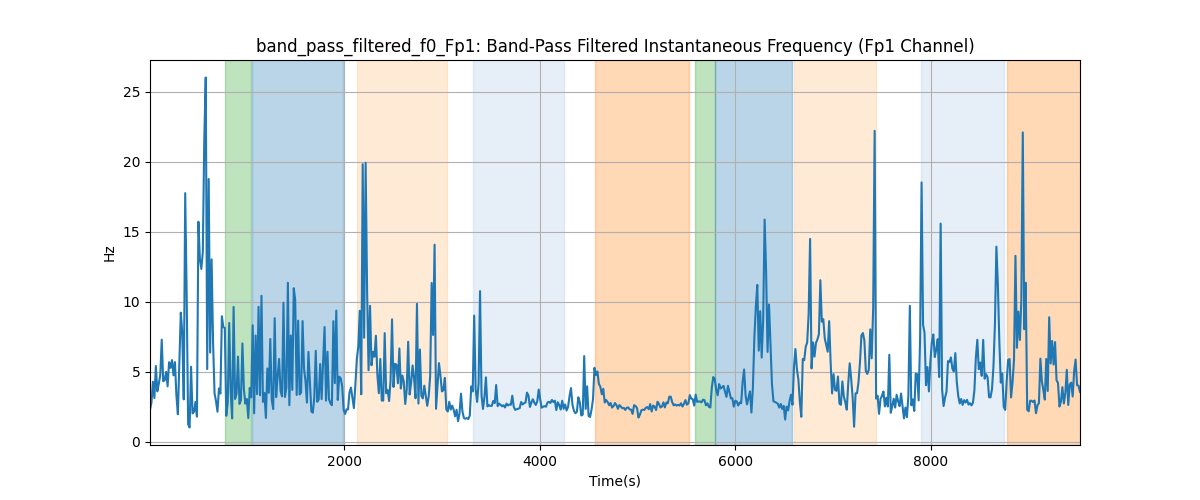 band_pass_filtered_f0_Fp1: Band-Pass Filtered Instantaneous Frequency (Fp1 Channel)
25
20
15
10
5
0
Hz
2000 4000 6000 8000
Time(s)